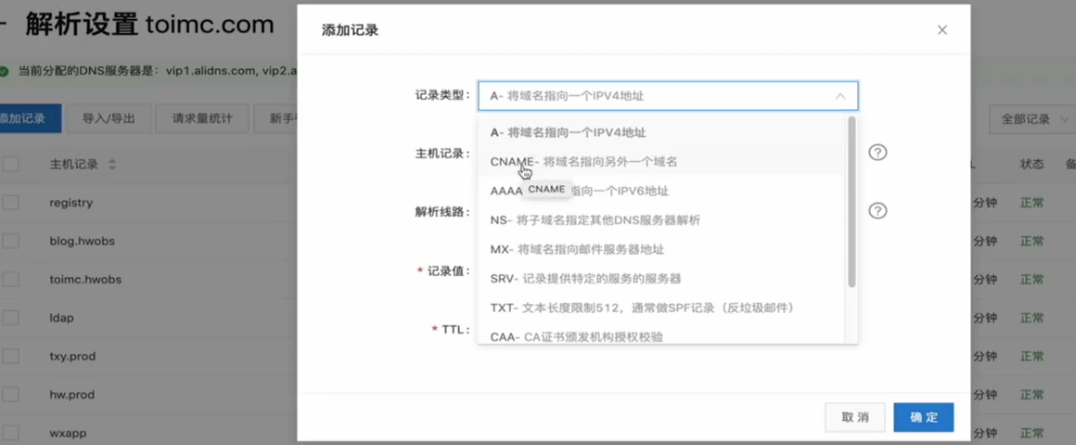 解析设置 toimc.com
当前分配的DNS服务器是：vip1.alidns.com, vip2.a
添加记录
导入/导出
请求量统计
新手
全部记录
主机记录
状态
备
registry
分钟
正常
blog.hwobs
分钟
正常
toimc.hwobs
分钟
正常
ldap
分钟
正常
txy.prod
分钟
正常
hw.prod
分钟
正常
wxapp
分钟
正常
添加记录
记录类型：
A- 将域名指向一个IPV4地址
A- 将域名指向一个IPV4地址
主机记录：
CNAME- 将域名指向另外一个域名
CNAME
AAAA
指向一个IPV6地址
解析线路：
NS- 将子域名指定其他DNS服务器解析
MX- 将域名指向邮件服务器地址
* 记录值：
SRV- 记录提供特定的服务的服务器
TXT- 文本长度限制512，通常做SPF记录（反垃圾邮件）
* TTL：
CAA- CA证书颁发机构授权校验
取 消
确 定